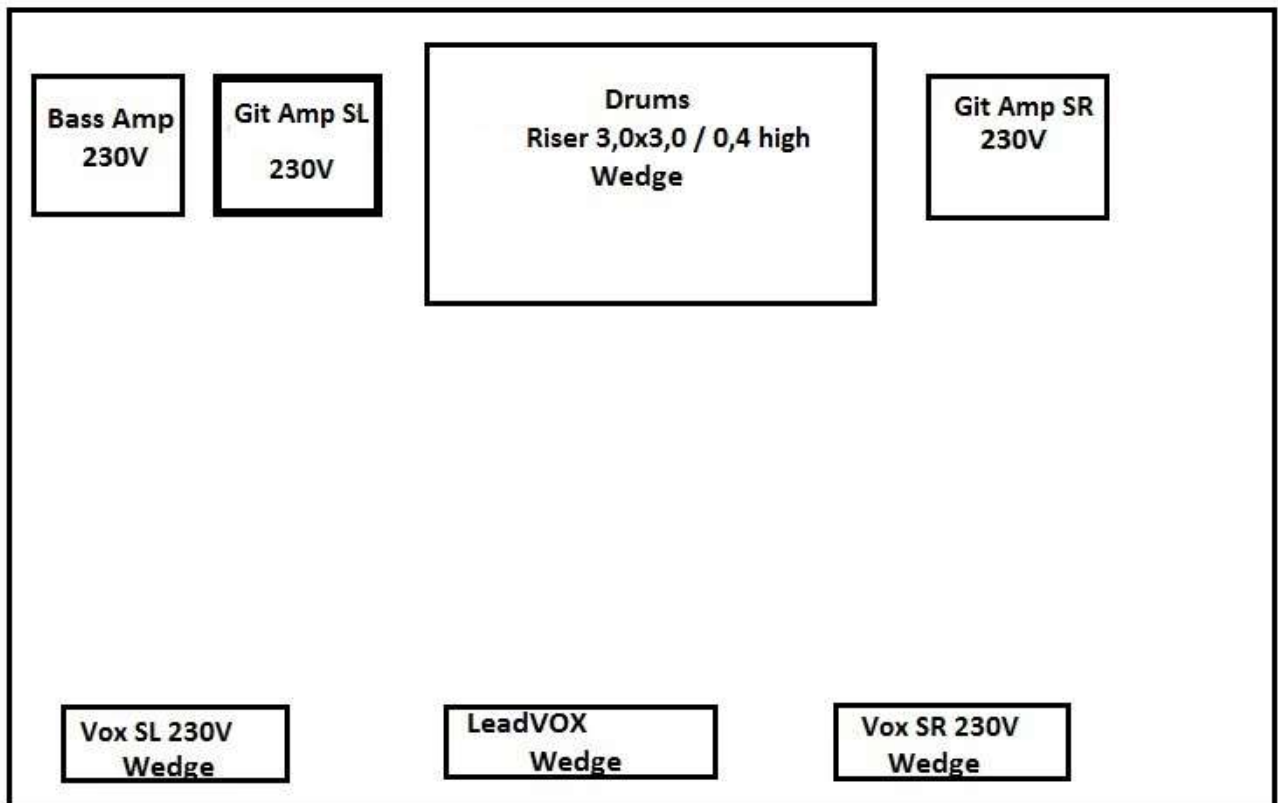 Bass Amp
230V
Git Amp SL
230V
Drums
Riser 3,0x3,0 / 0,4 high
Wedge
Git Amp SR
230V
Vox SL 230V
Wedge
LeadVOX
Wedge
Vox SR 230V
Wedge